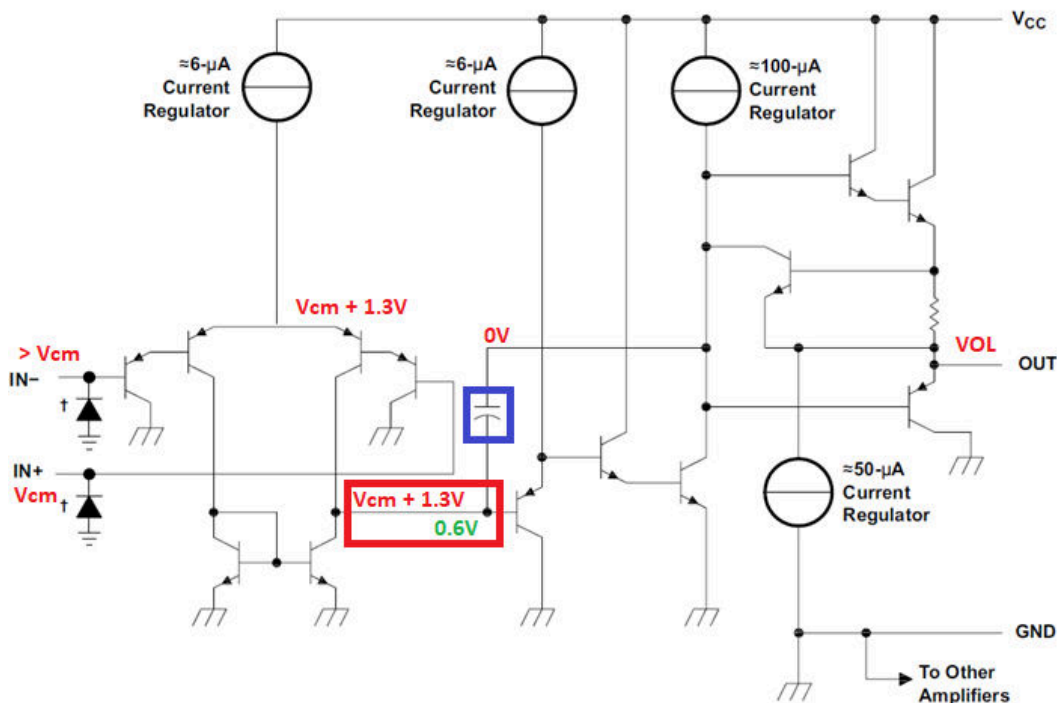 V_CC
≈6-µA
Current
Regulator
≈6-µA
Current
Regulator
≈100-µA
Current
Regulator
Vcm + 1.3V
> Vcm
IN−
†
0V
VOL
OUT
IN+
Vcm
†
Vcm + 1.3V
0.6V
≈50-µA
Current
Regulator
GND
To Other
Amplifiers